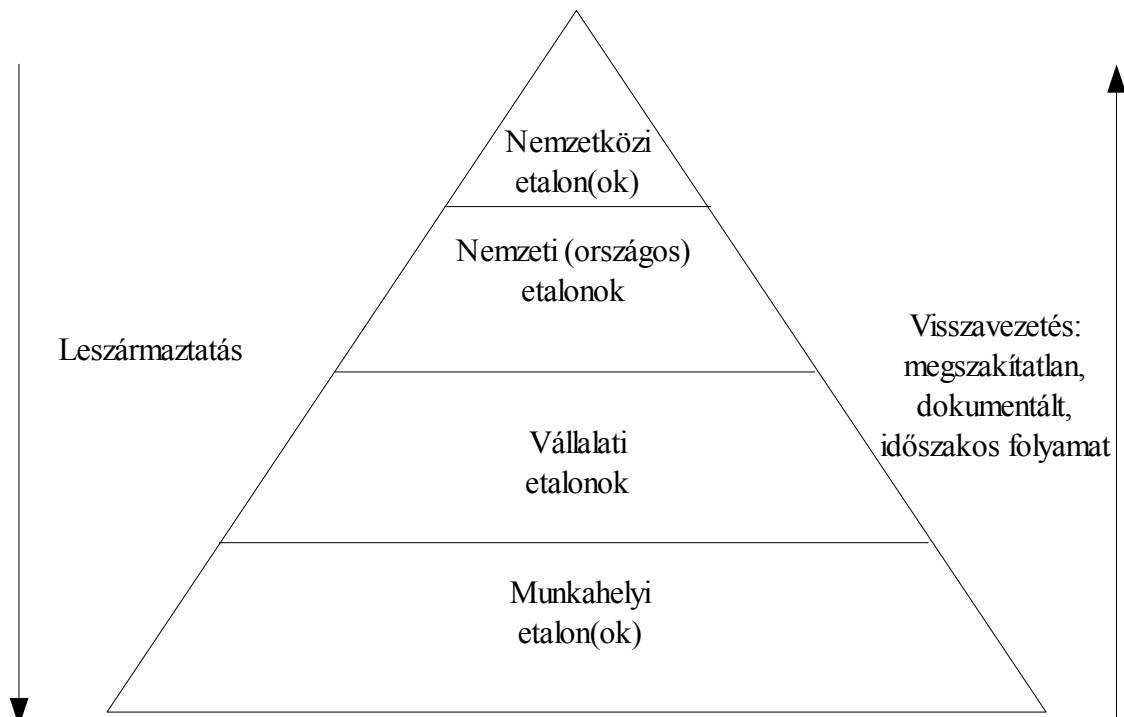 Nemzetközi
etalon(ok)
Nemzeti (országos)
etalonok
Leszármaztatás
Visszavezetés:
megszakítatlan,
dokumentált,
időszakos folyamat
Vállalati
etalonok
Munkahelyi
etalon(ok)